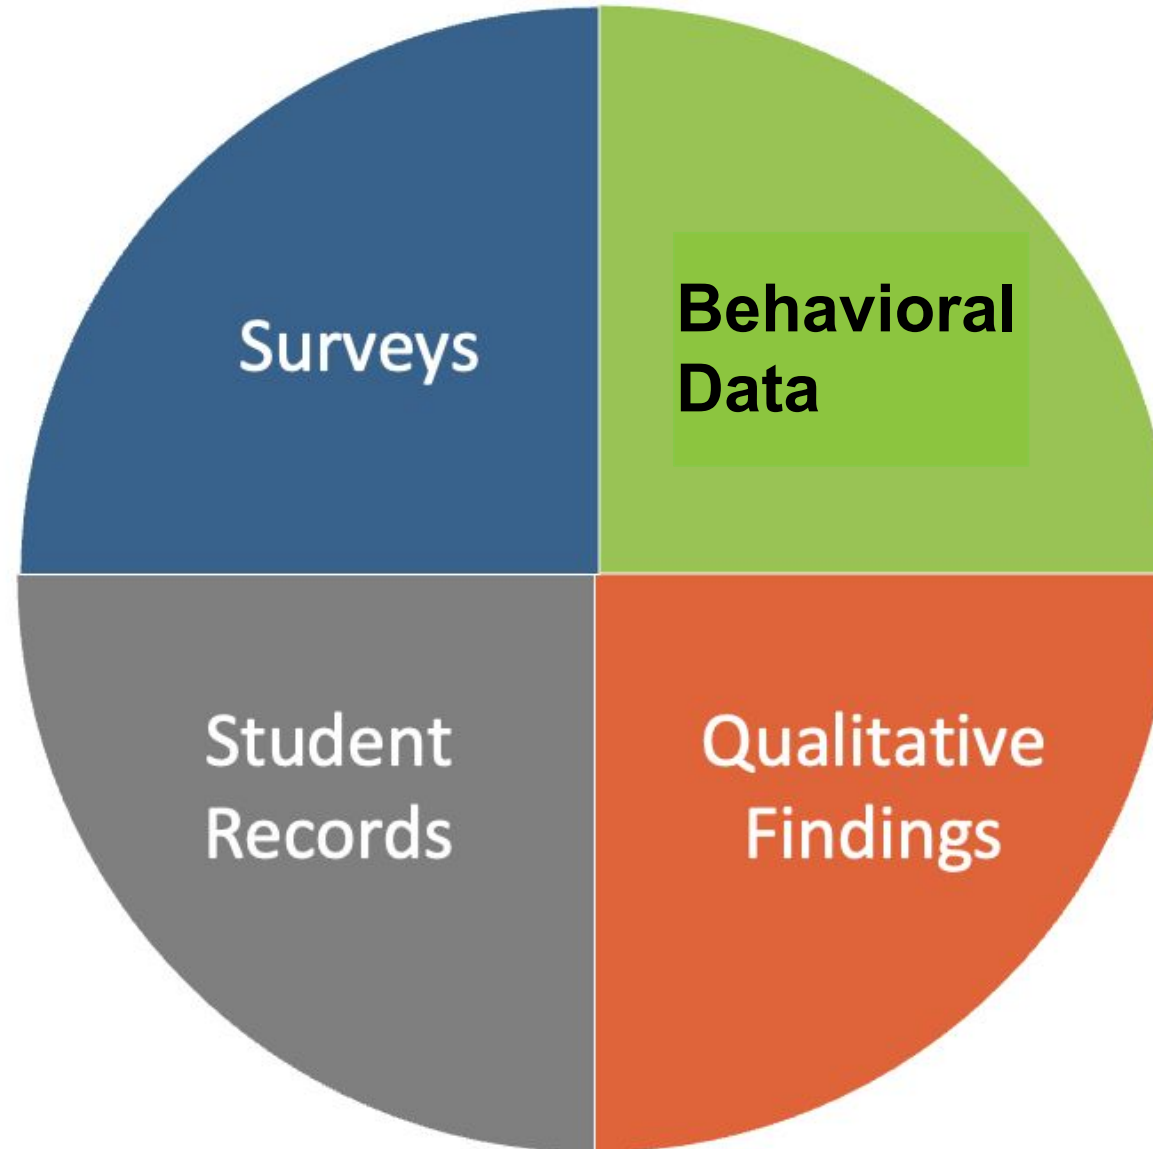 Surveys
Behavioral
Data
Student
Records
Qualitative
Findings